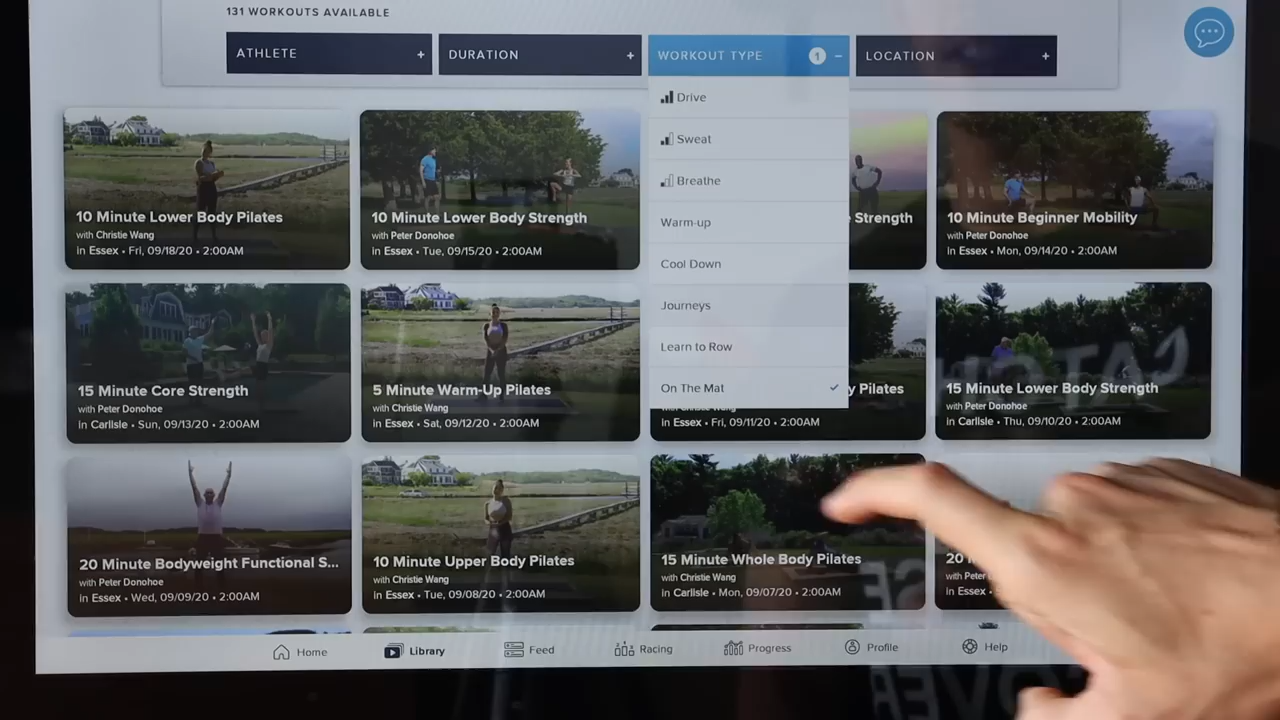 131 WORKOUTS AVAILABLE
ATHLETE +
DURATION +
WORKOUT TYPE 1 −
LOCATION +
Drive
Sweat
Breathe
Warm-up
Cool Down
Journeys
Learn to Row
On The Mat
10 Minute Lower Body Pilates
with Christie Wang
in Essex • Fri, 09/18/20 • 2:00AM
10 Minute Lower Body Strength
with Peter Donohoe
in Essex • Tue, 09/15/20 • 2:00AM
Strength
10 Minute Beginner Mobility
with Peter Donohoe
in Essex • Mon, 09/14/20 • 2:00AM
15 Minute Core Strength
with Peter Donohoe
in Carlisle • Sun, 09/13/20 • 2:00AM
5 Minute Warm-Up Pilates
with Christie Wang
in Essex • Sat, 09/12/20 • 2:00AM
Pilates
with Christie Wang
in Essex • Fri, 09/11/20 • 2:00AM
15 Minute Lower Body Strength
with Peter Donohoe
in Carlisle • Thu, 09/10/20 • 2:00AM
20 Minute Bodyweight Functional S...
with Peter Donohoe
in Essex • Wed, 09/09/20 • 2:00AM
10 Minute Upper Body Pilates
with Christie Wang
in Essex • Tue, 09/08/20 • 2:00AM
15 Minute Whole Body Pilates
with Christie Wang
in Carlisle • Mon, 09/07/20 • 2:00AM
20
with Peter
in Essex •
Home
Library
Feed
Racing
Progress
Profile
Help